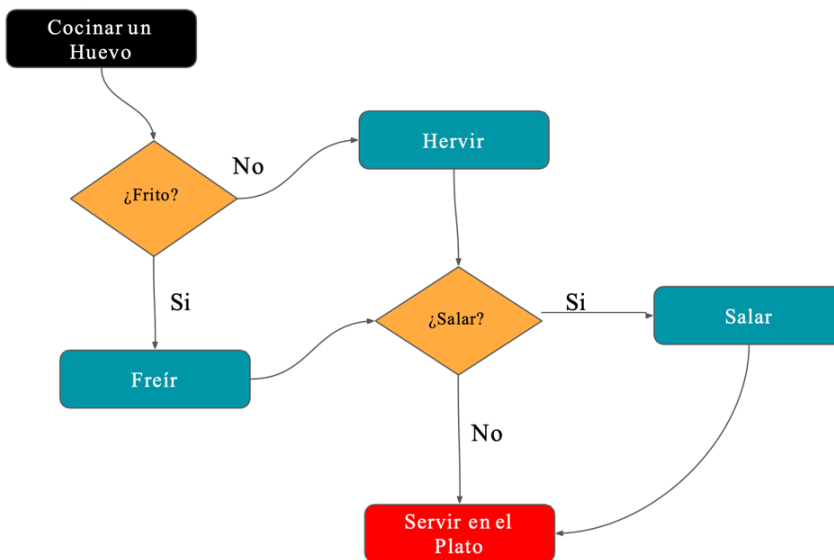 Cocinar un
Huevo
No
Hervir
¿Frito?
Si
¿Salar?
Si
Salar
Freír
No
Servir en el
Plato